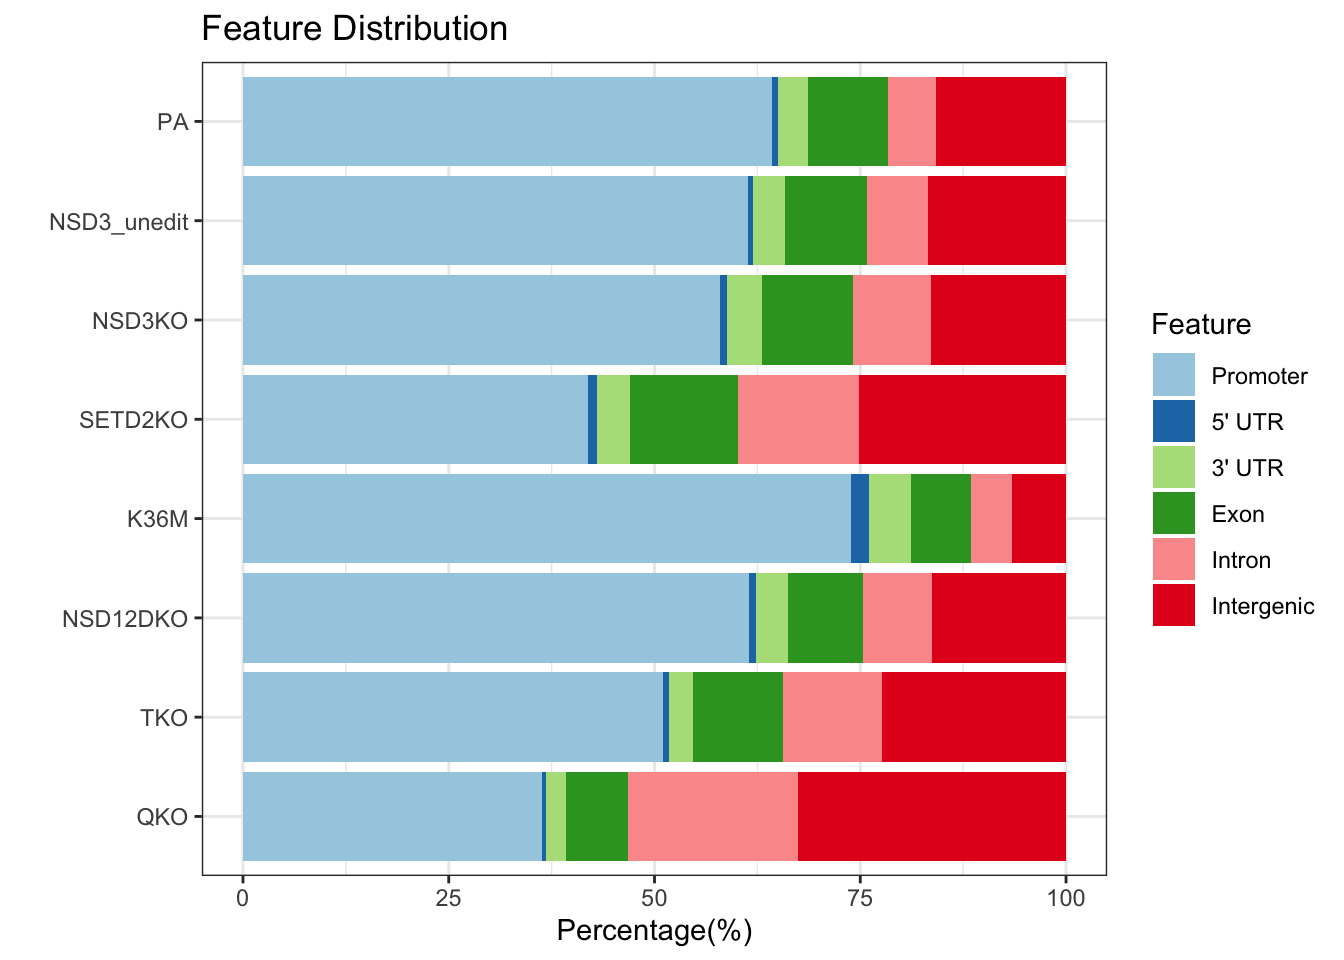 Feature Distribution
PA
NSD3_unedit
NSD3KO
SETD2KO
K36M
NSD12DKO
TKO
QKO
0 25 50 75 100
Percentage(%)
Feature
Promoter
5' UTR
3' UTR
Exon
Intron
Intergenic